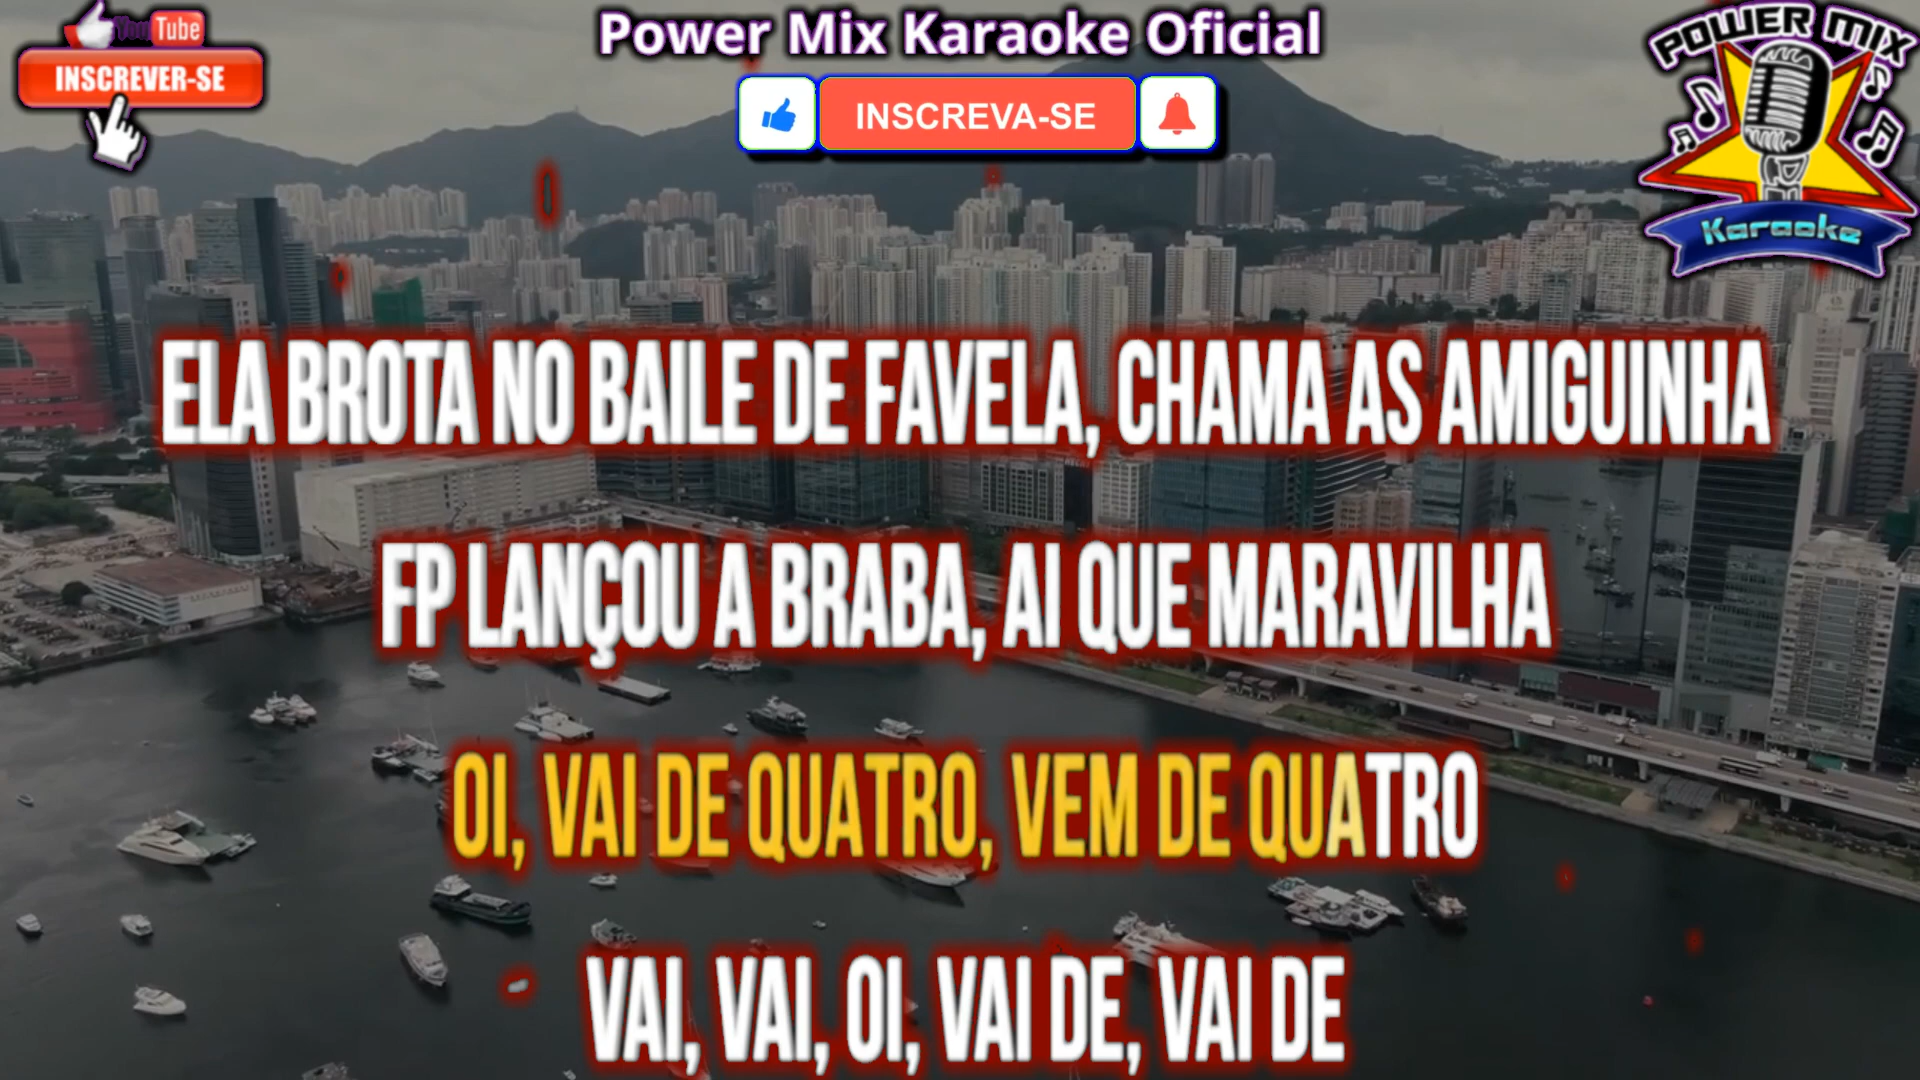 YouTube
INSCREVER-SE
Power Mix Karaoke Oficial
INSCREVA-SE
POWER MIX
Karaoke
ELA BROTA NO BAILE DE FAVELA, CHAMA AS AMIGUINHA
FP LANÇOU A BRABA, AI QUE MARAVILHA
OI, VAI DE QUATRO, VEM DE QUATRO
VAI, VAI, OI, VAI DE, VAI DE